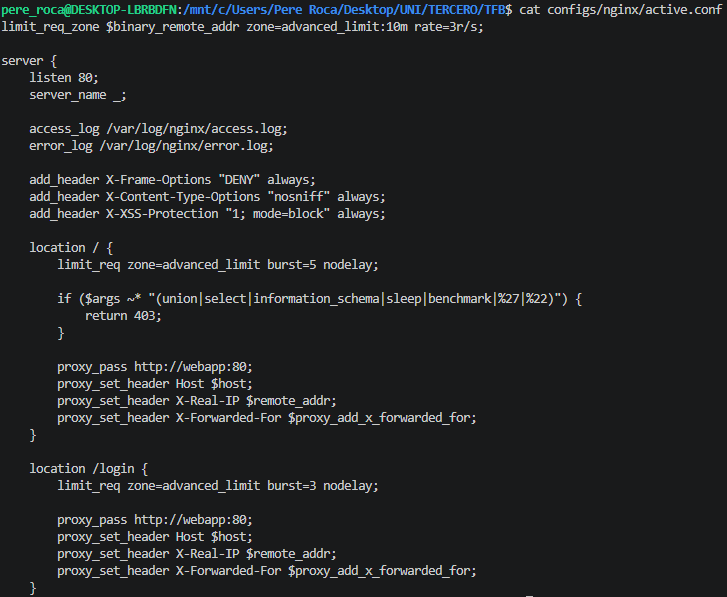 pere_roca@DESKTOP-LBRBDFN:/mnt/c/Users/Pere Roca/Desktop/UNI/TERCERO/TFB$ cat configs/nginx/active.conf
limit_req_zone $binary_remote_addr zone=advanced_limit:10m rate=3r/s;

server {
    listen 80;
    server_name _;

    access_log /var/log/nginx/access.log;
    error_log /var/log/nginx/error.log;

    add_header X-Frame-Options "DENY" always;
    add_header X-Content-Type-Options "nosniff" always;
    add_header X-XSS-Protection "1; mode=block" always;

    location / {
        limit_req zone=advanced_limit burst=5 nodelay;

        if ($args ~* "(union|select|information_schema|sleep|benchmark|%27|%22)") {
            return 403;
        }

        proxy_pass http://webapp:80;
        proxy_set_header Host $host;
        proxy_set_header X-Real-IP $remote_addr;
        proxy_set_header X-Forwarded-For $proxy_add_x_forwarded_for;
    }

    location /login {
        limit_req zone=advanced_limit burst=3 nodelay;

        proxy_pass http://webapp:80;
        proxy_set_header Host $host;
        proxy_set_header X-Real-IP $remote_addr;
        proxy_set_header X-Forwarded-For $proxy_add_x_forwarded_for;
    }